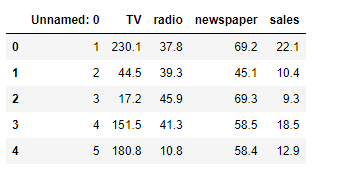 Unnamed: 0 TV radio newspaper sales
0 1 230.1 37.8 69.2 22.1
1 2 44.5 39.3 45.1 10.4
2 3 17.2 45.9 69.3 9.3
3 4 151.5 41.3 58.5 18.5
4 5 180.8 10.8 58.4 12.9